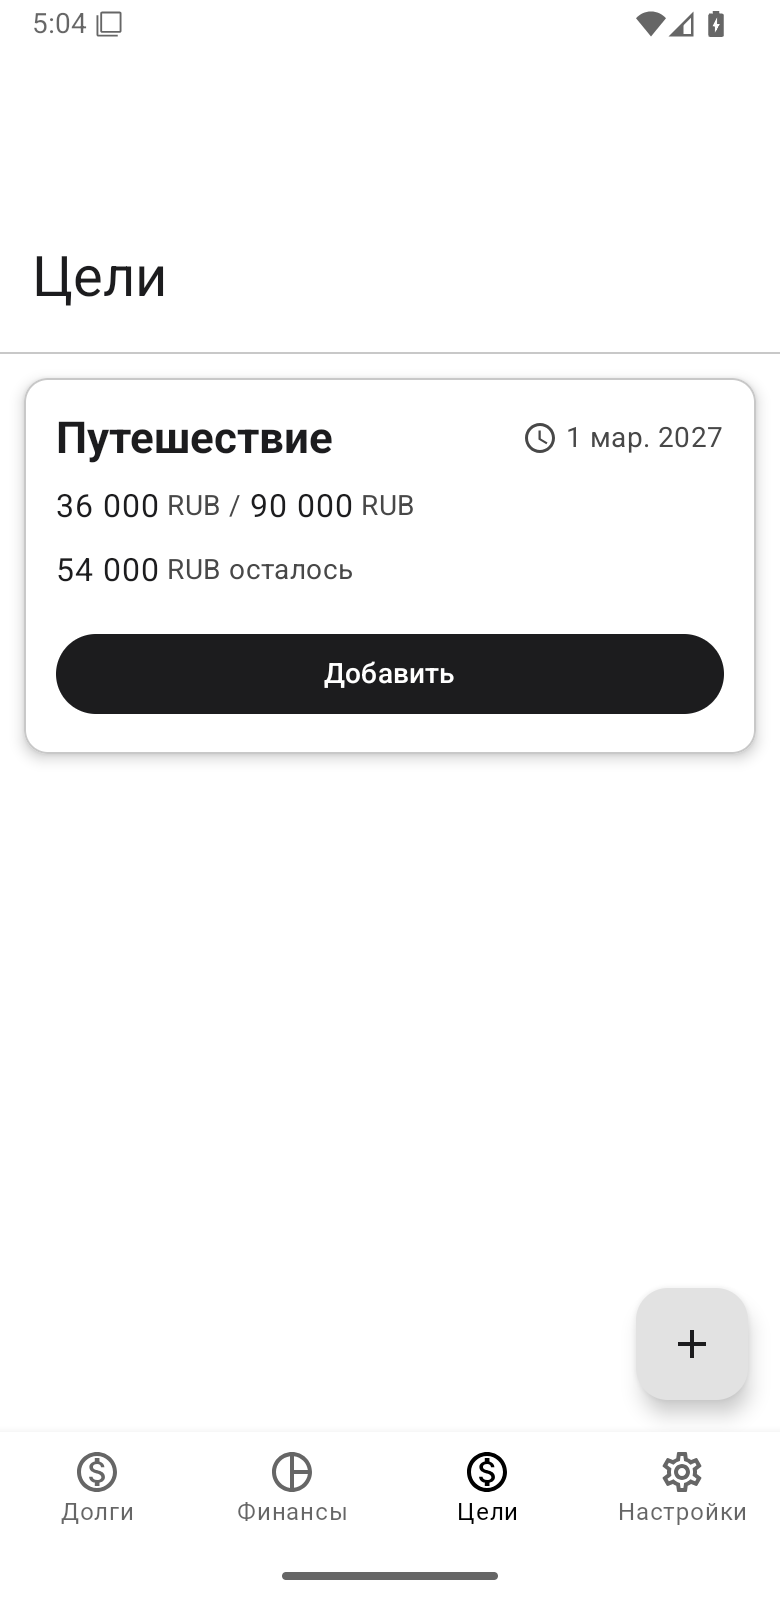 5:04
Цели
Путешествие
1 мар. 2027
36 000 RUB / 90 000 RUB
54 000 RUB осталось
Добавить
Долги
Финансы
Цели
Настройки